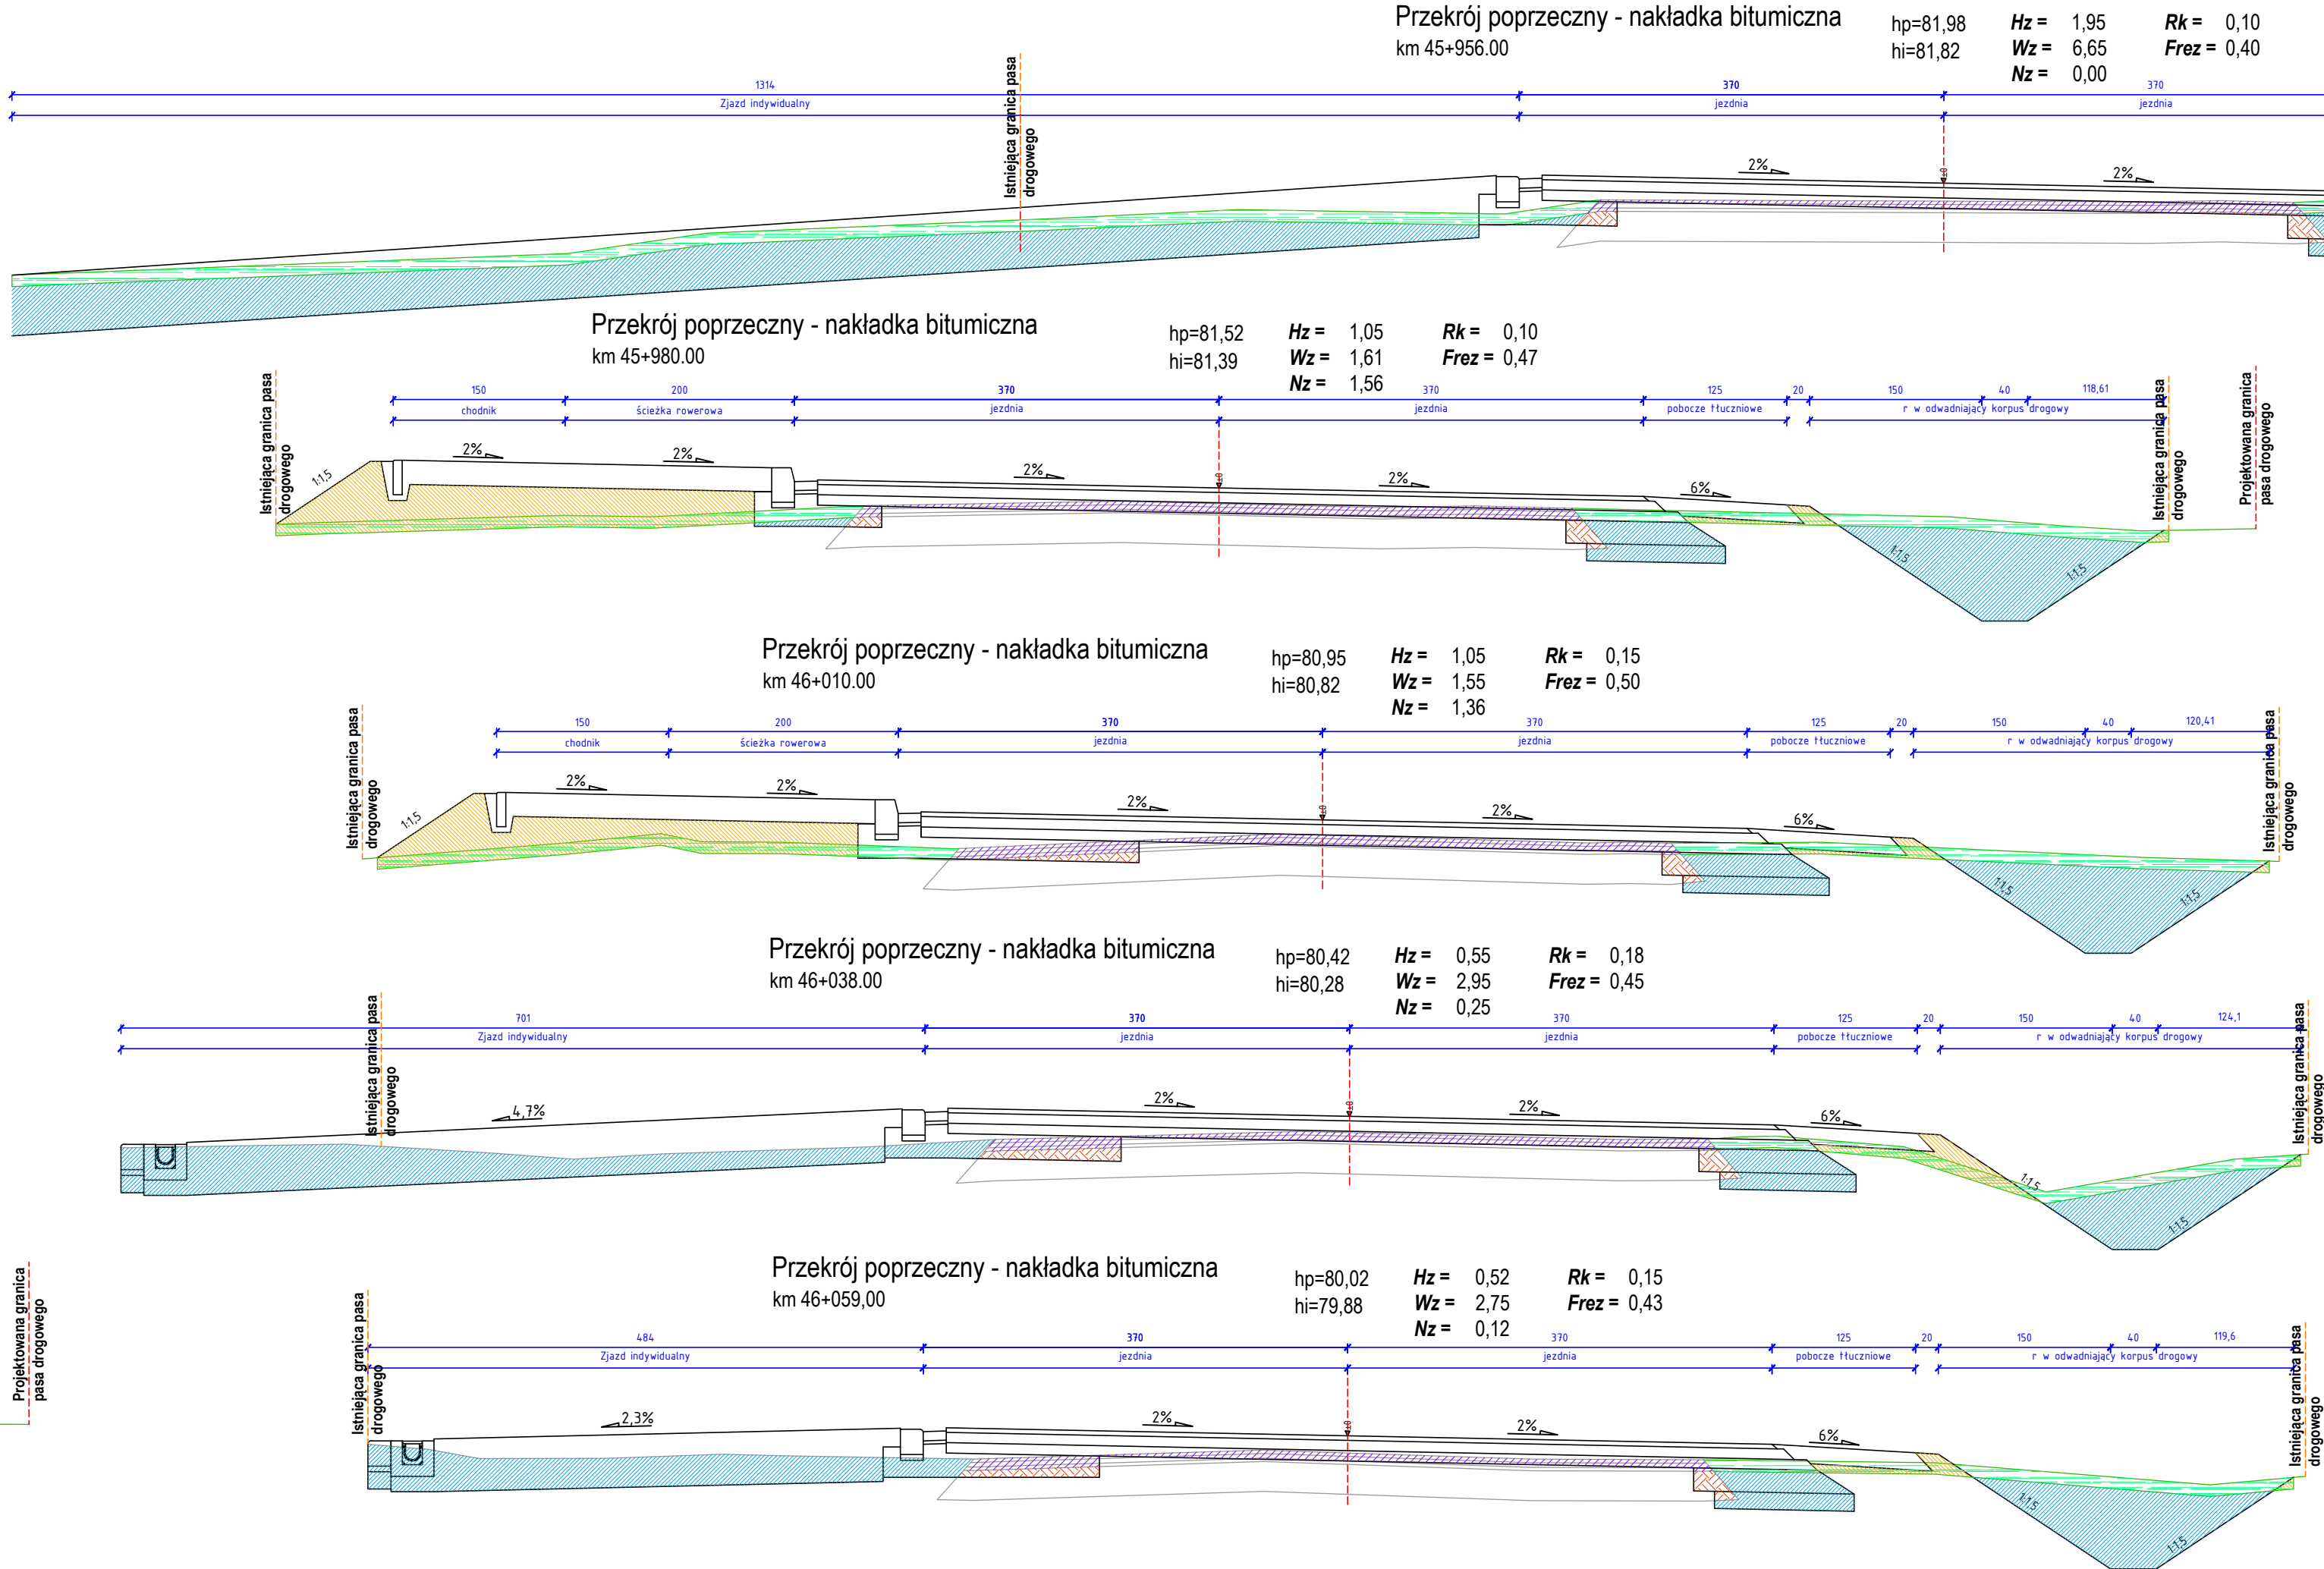 Przekrój poprzeczny - nakładka bitumiczna
km 45+956.00
hp=81,98
hi=81,82
Hz = 1,95
Wz = 6,65
Nz = 0,00
Rk = 0,10
Frez = 0,40
1314
370
370
Zjazd indywidualny
jezdnia
jezdnia
Istniejąca granica pasa
drogowego
2%
2%
±0
Przekrój poprzeczny - nakładka bitumiczna
km 45+980.00
hp=81,52
hi=81,39
Hz = 1,05
Wz = 1,61
Nz = 1,56
Rk = 0,10
Frez = 0,47
150
200
370
370
125
20
150
40
118,61
chodnik
ścieżka rowerowa
jezdnia
jezdnia
pobocze tłuczniowe
r w odwadniający korpus drogowy
Istniejąca granica pasa
drogowego
Istniejąca granica pasa
drogowego
Projektowana granica
pasa drogowego
1:1,5
2%
2%
2%
±0
2%
6%
1:1,5
1:1,5
Przekrój poprzeczny - nakładka bitumiczna
km 46+010.00
hp=80,95
hi=80,82
Hz = 1,05
Wz = 1,55
Nz = 1,36
Rk = 0,15
Frez = 0,50
150
200
370
370
125
20
150
40
120,41
chodnik
ścieżka rowerowa
jezdnia
jezdnia
pobocze tłuczniowe
r w odwadniający korpus drogowy
Istniejąca granica pasa
drogowego
Istniejąca granica pasa
drogowego
1:1,5
2%
2%
2%
±0
2%
6%
1:1,5
1:1,5
Przekrój poprzeczny - nakładka bitumiczna
km 46+038.00
hp=80,42
hi=80,28
Hz = 0,55
Wz = 2,95
Nz = 0,25
Rk = 0,18
Frez = 0,45
701
370
370
125
20
150
40
124,1
Zjazd indywidualny
jezdnia
jezdnia
pobocze tłuczniowe
r w odwadniający korpus drogowy
Istniejąca granica pasa
drogowego
Istniejąca granica pasa
drogowego
4,7%
2%
±0
2%
6%
1:1,5
1:1,5
Przekrój poprzeczny - nakładka bitumiczna
km 46+059,00
hp=80,02
hi=79,88
Hz = 0,52
Wz = 2,75
Nz = 0,12
Rk = 0,15
Frez = 0,43
484
370
370
125
20
150
40
119,6
Zjazd indywidualny
jezdnia
jezdnia
pobocze tłuczniowe
r w odwadniający korpus drogowy
Projektowana granica
pasa drogowego
Istniejąca granica pasa
drogowego
Istniejąca granica pasa
drogowego
2,3%
2%
±0
2%
6%
1:1,5
1:1,5